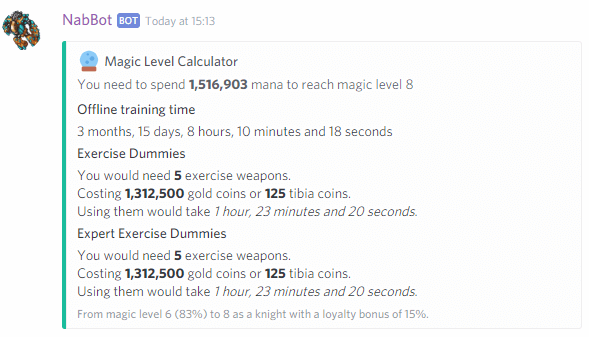 NabBot BOT Today at 15:13
Magic Level Calculator
You need to spend 1,516,903 mana to reach magic level 8
Offline training time
3 months, 15 days, 8 hours, 10 minutes and 18 seconds
Exercise Dummies
You would need 5 exercise weapons.
Costing 1,312,500 gold coins or 125 tibia coins.
Using them would take 1 hour, 23 minutes and 20 seconds.
Expert Exercise Dummies
You would need 5 exercise weapons.
Costing 1,312,500 gold coins or 125 tibia coins.
Using them would take 1 hour, 23 minutes and 20 seconds.
From magic level 6 (83%) to 8 as a knight with a loyalty bonus of 15%.